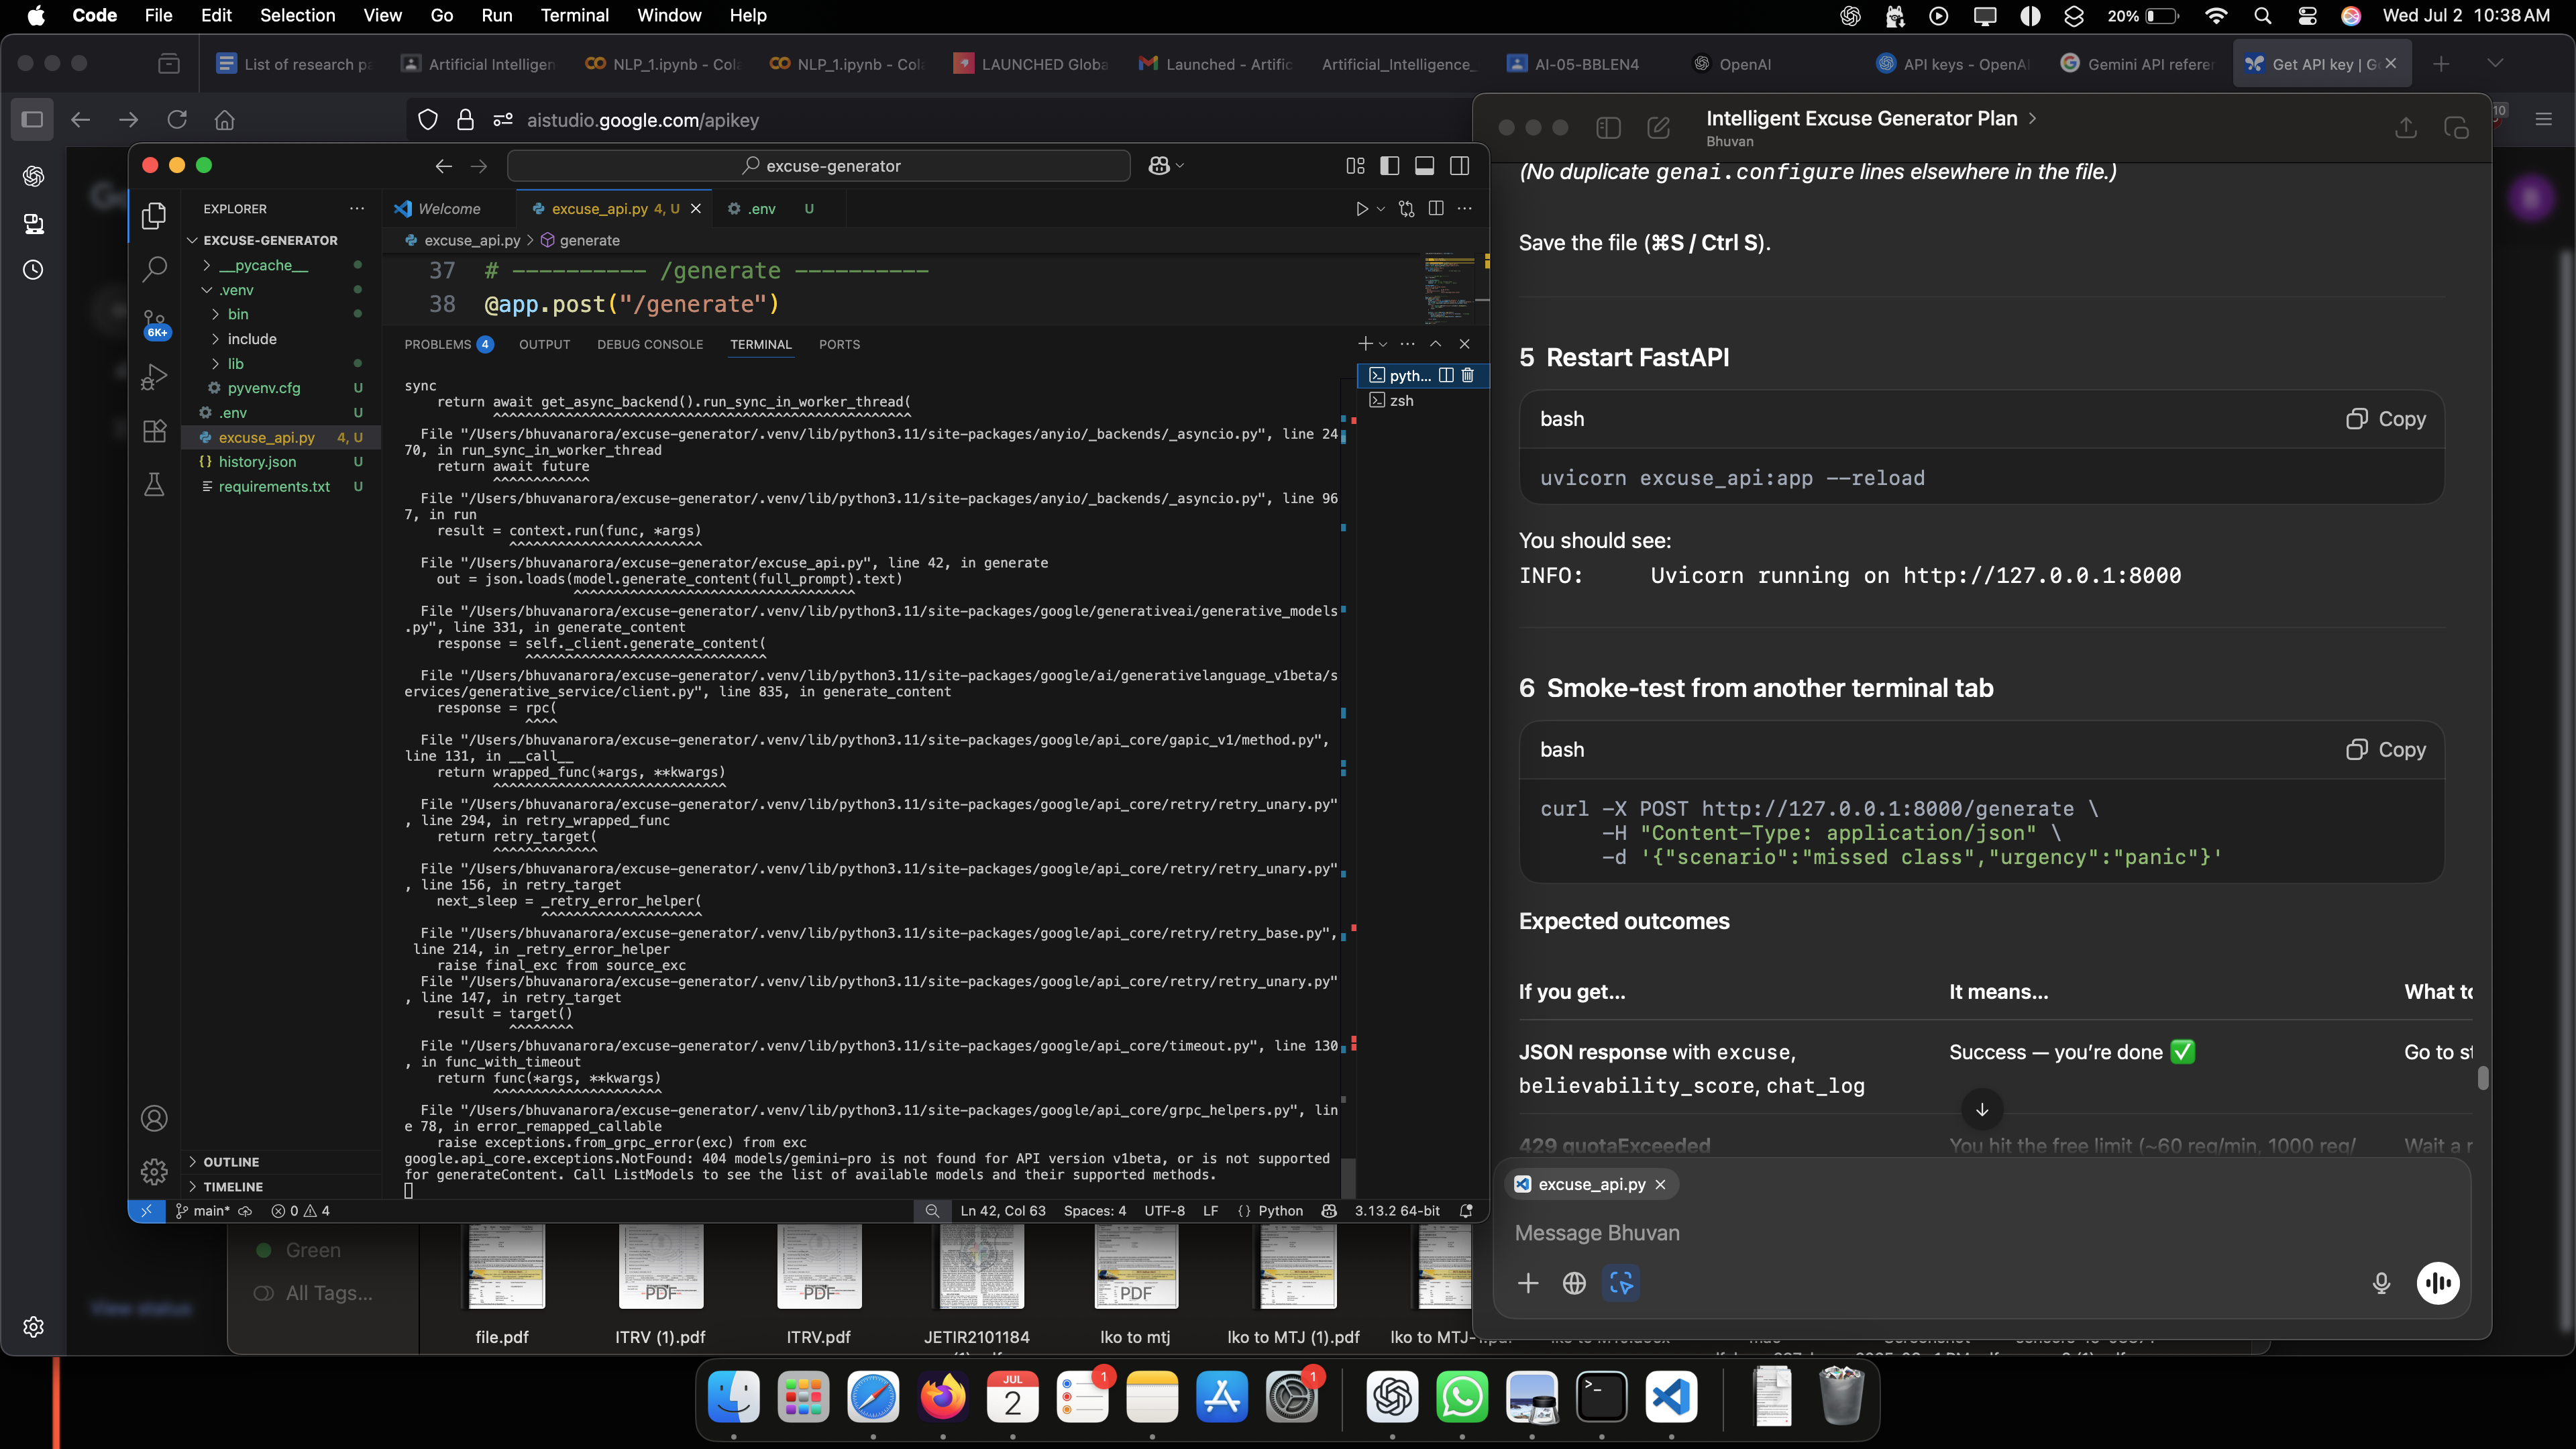 Code File Edit Selection View Go Run Terminal Window Help
20% Wed Jul 2 10:38 AM
List of research pa
Artificial Intelligen
NLP_1.ipynb - Col
NLP_1.ipynb - Col
LAUNCHED Globa
Launched - Artific
Artificial_Intelligence_
AI-05-BBLEN4
OpenAI
API keys - OpenAI
Gemini API referen
Get API key | G
aistudio.google.com/apikey
excuse-generator
EXPLORER
EXCUSE-GENERATOR
__pycache__
.venv
bin
include
lib
pyvenv.cfg U
.env U
excuse_api.py 4, U
history.json U
requirements.txt U
6K+
OUTLINE
TIMELINE
Welcome
excuse_api.py 4, U
.env U
excuse_api.py > generate
37 # ---------- /generate ----------
38 @app.post("/generate")
PROBLEMS 4 OUTPUT DEBUG CONSOLE TERMINAL PORTS
pyth...
zsh
sync
return await get_async_backend().run_sync_in_worker_thread(
^^^^^^^^^^^^^^^^^^^^^^^^^^^^^^^^^^^^^^^^^^^^^^^^^^^^
File "/Users/bhuvanarora/excuse-generator/.venv/lib/python3.11/site-packages/anyio/_backends/_asyncio.py", line 24
70, in run_sync_in_worker_thread
return await future
^^^^^^^^^^^^
File "/Users/bhuvanarora/excuse-generator/.venv/lib/python3.11/site-packages/anyio/_backends/_asyncio.py", line 96
7, in run
result = context.run(func, *args)
^^^^^^^^^^^^^^^^^^^^^^^^
File "/Users/bhuvanarora/excuse-generator/excuse_api.py", line 42, in generate
out = json.loads(model.generate_content(full_prompt).text)
^^^^^^^^^^^^^^^^^^^^^^^^^^^^^^^^^^^
File "/Users/bhuvanarora/excuse-generator/.venv/lib/python3.11/site-packages/google/generativeai/generative_models
.py", line 331, in generate_content
response = self._client.generate_content(
^^^^^^^^^^^^^^^^^^^^^^^^^^^^^^
File "/Users/bhuvanarora/excuse-generator/.venv/lib/python3.11/site-packages/google/ai/generativelanguage_v1beta/s
ervices/generative_service/client.py", line 835, in generate_content
response = rpc(
^^^^
File "/Users/bhuvanarora/excuse-generator/.venv/lib/python3.11/site-packages/google/api_core/gapic_v1/method.py",
line 131, in __call__
return wrapped_func(*args, **kwargs)
^^^^^^^^^^^^^^^^^^^^^^^^^^^^^
File "/Users/bhuvanarora/excuse-generator/.venv/lib/python3.11/site-packages/google/api_core/retry/retry_unary.py"
, line 294, in retry_wrapped_func
return retry_target(
^^^^^^^^^^^^^
File "/Users/bhuvanarora/excuse-generator/.venv/lib/python3.11/site-packages/google/api_core/retry/retry_unary.py"
, line 156, in retry_target
next_sleep = _retry_error_helper(
^^^^^^^^^^^^^^^^^^^^
File "/Users/bhuvanarora/excuse-generator/.venv/lib/python3.11/site-packages/google/api_core/retry/retry_base.py",
line 214, in _retry_error_helper
raise final_exc from source_exc
File "/Users/bhuvanarora/excuse-generator/.venv/lib/python3.11/site-packages/google/api_core/retry/retry_unary.py"
, line 147, in retry_target
result = target()
^^^^^^^^
File "/Users/bhuvanarora/excuse-generator/.venv/lib/python3.11/site-packages/google/api_core/timeout.py", line 130
, in func_with_timeout
return func(*args, **kwargs)
^^^^^^^^^^^^^^^^^^^^^
File "/Users/bhuvanarora/excuse-generator/.venv/lib/python3.11/site-packages/google/api_core/grpc_helpers.py", lin
e 78, in error_remapped_callable
raise exceptions.from_grpc_error(exc) from exc
google.api_core.exceptions.NotFound: 404 models/gemini-pro is not found for API version v1beta, or is not supported
for generateContent. Call ListModels to see the list of available models and their supported methods.
main* 0 4 Ln 42, Col 63 Spaces: 4 UTF-8 LF {} Python 3.13.2 64-bit
Intelligent Excuse Generator Plan >
Bhuvan
(No duplicate genai.configure lines elsewhere in the file.)
Save the file (⌘S / Ctrl S).
5 Restart FastAPI
bash Copy
uvicorn excuse_api:app --reload
You should see:
INFO: Uvicorn running on http://127.0.0.1:8000
6 Smoke-test from another terminal tab
bash Copy
curl -X POST http://127.0.0.1:8000/generate \
-H "Content-Type: application/json" \
-d '{"scenario":"missed class","urgency":"panic"}'
Expected outcomes
If you get... It means... What to
JSON response with excuse, Success — you're done ✅ Go to st
believability_score, chat_log
429 quotaExceeded You hit the free limit (~60 req/min, 1000 req/ Wait a
excuse_api.py
Message Bhuvan
View status
Green
All Tags...
PDF PDF PDF
file.pdf
ITRV (1).pdf
ITRV.pdf
JETIR2101184
lko to mtj
lko to MTJ (1).pdf
lko to MTJ-
JUL
2
1
1